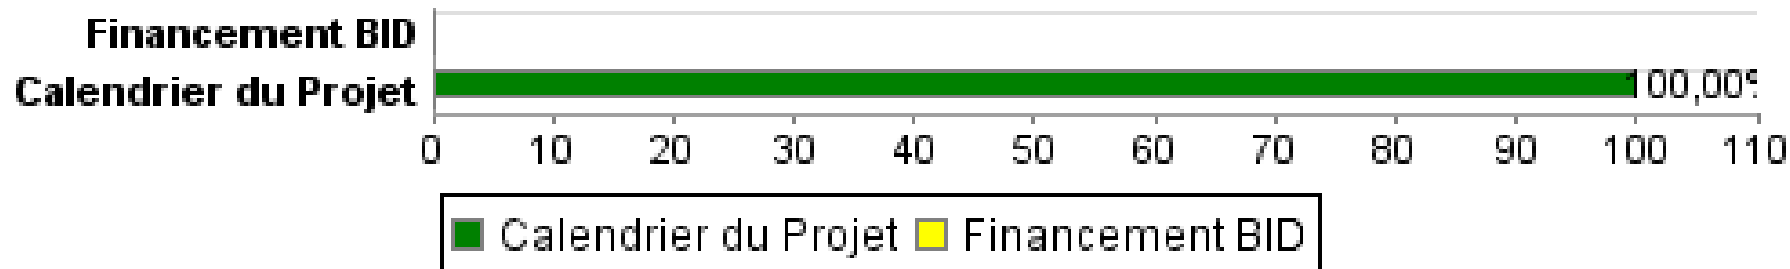 Financement BID
Calendrier du Projet
100,00%
0 10 20 30 40 50 60 70 80 90 100 110
Calendrier du Projet Financement BID